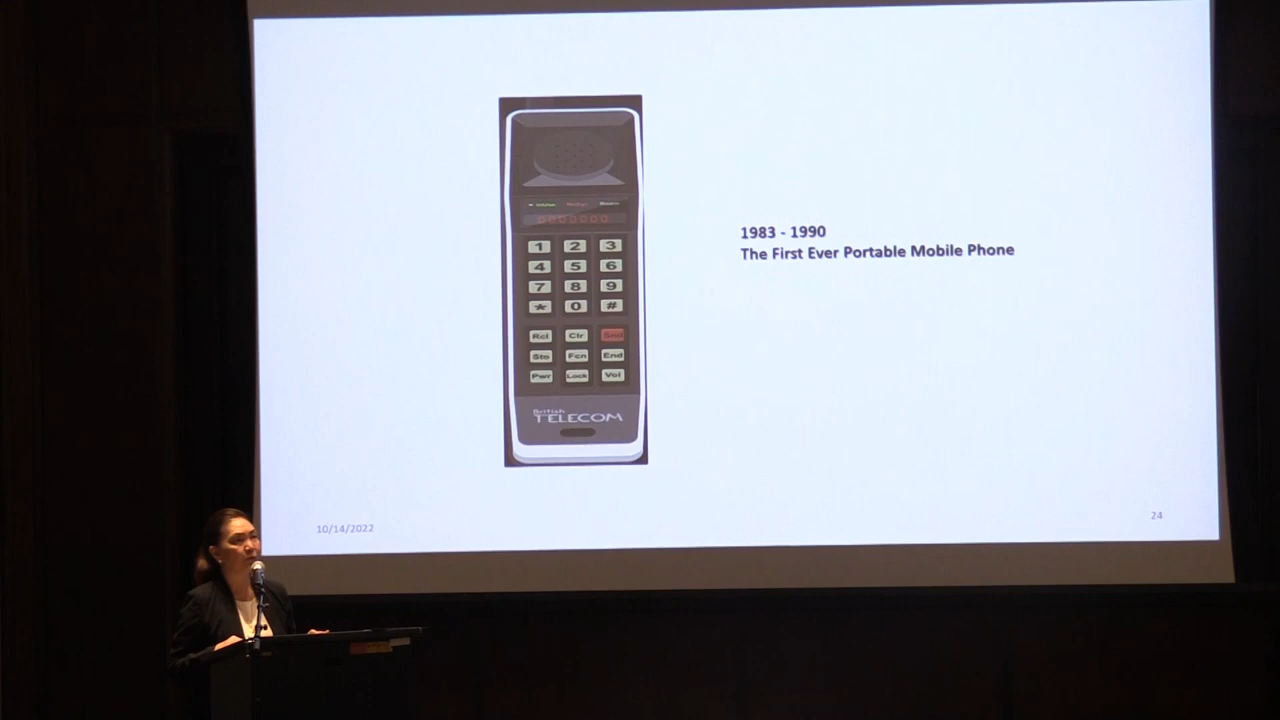 0000000
1 2 3
4 5 6
7 8 9
* 0 #
Rcl Clr Snd
Sto Fcn End
Pwr Lock Vol
British
TELECOM
1983 - 1990
The First Ever Portable Mobile Phone
10/14/2022
24